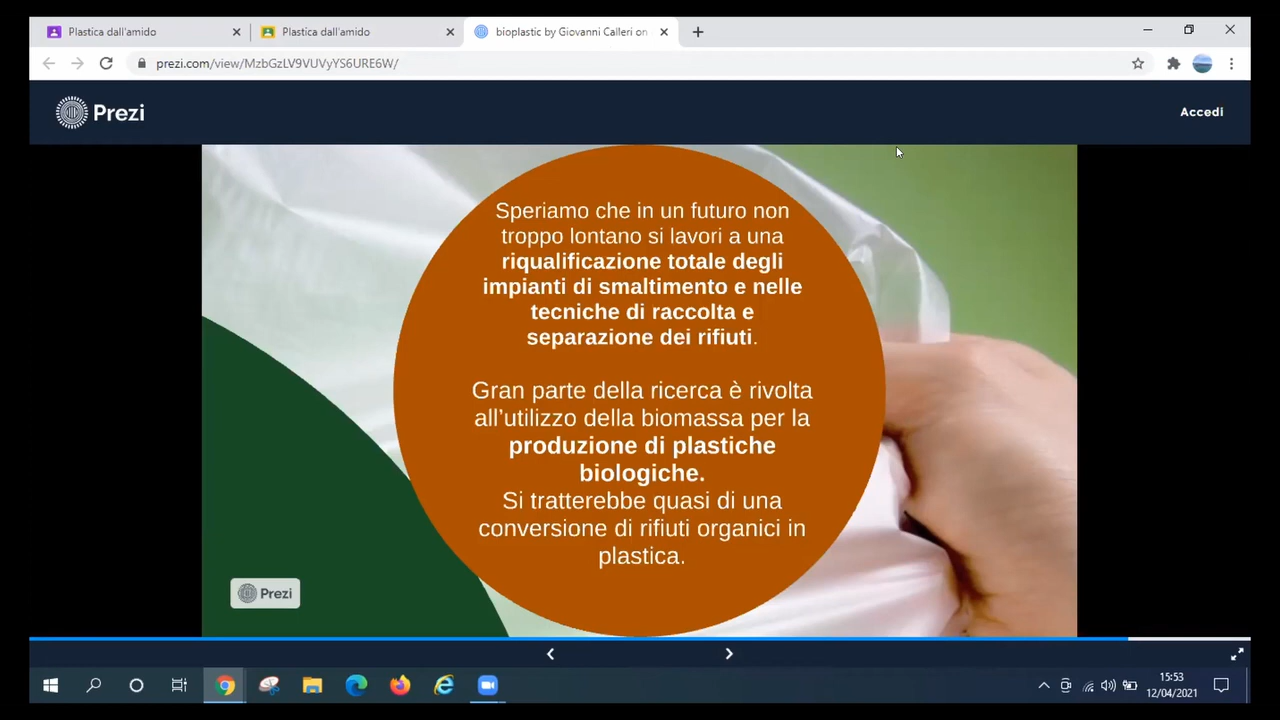 Plastica dall'amido
Plastica dall'amido
bioplastic by Giovanni Calleri on
prezi.com/view/MzbGzLV9VUVyYS6URE6W/
Prezi
Accedi
Speriamo che in un futuro non
troppo lontano si lavori a una
riqualificazione totale degli
impianti di smaltimento e nelle
tecniche di raccolta e
separazione dei rifiuti.
Gran parte della ricerca è rivolta
all'utilizzo della biomassa per la
produzione di plastiche
biologiche.
Si tratterebbe quasi di una
conversione di rifiuti organici in
plastica.
Prezi
15:53
12/04/2021